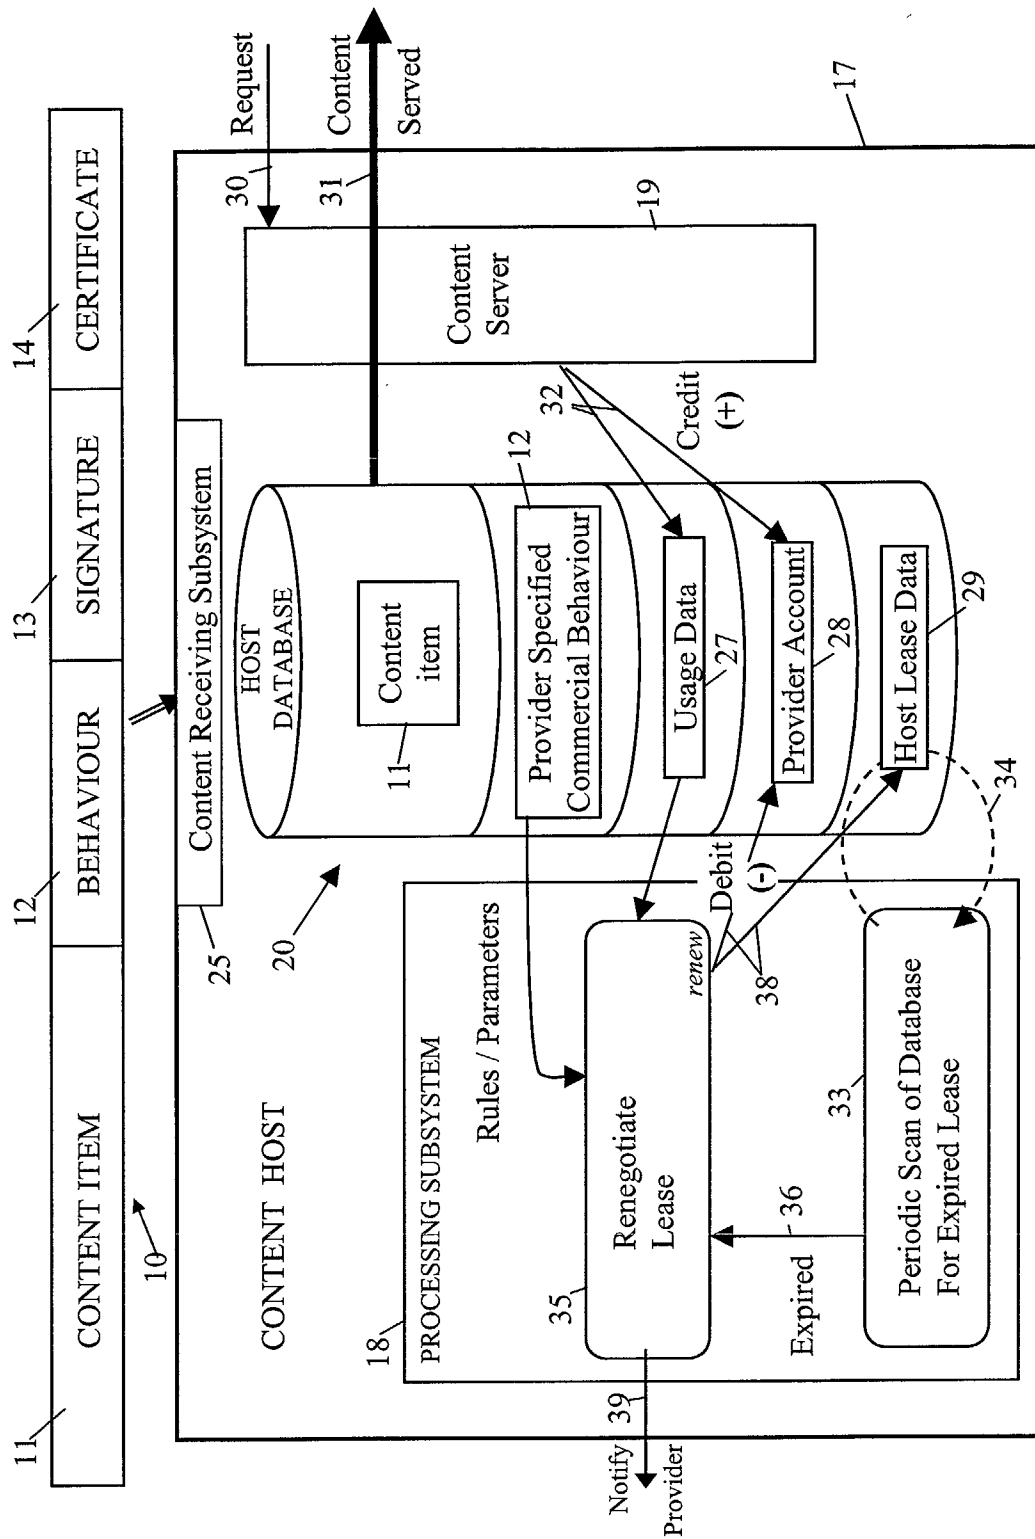 11
12
13
14
CONTENT ITEM
BEHAVIOUR
SIGNATURE
CERTIFICATE
10
25
Content Receiving Subsystem
CONTENT HOST
20
HOST
DATABASE
30
Request
31
Content
Served
18
PROCESSING SUBSYSTEM
Rules / Parameters
11
Content
item
12
Provider Specified
Commercial Behaviour
Content
Server
19
17
35
Renegotiate
Lease
renew
39
Notify
Provider
Usage Data
27
32
Credit
(+)
Debit
(-)
38
Provider Account
28
Expired
36
33
Periodic Scan of Database
For Expired Lease
Host Lease Data
29
34